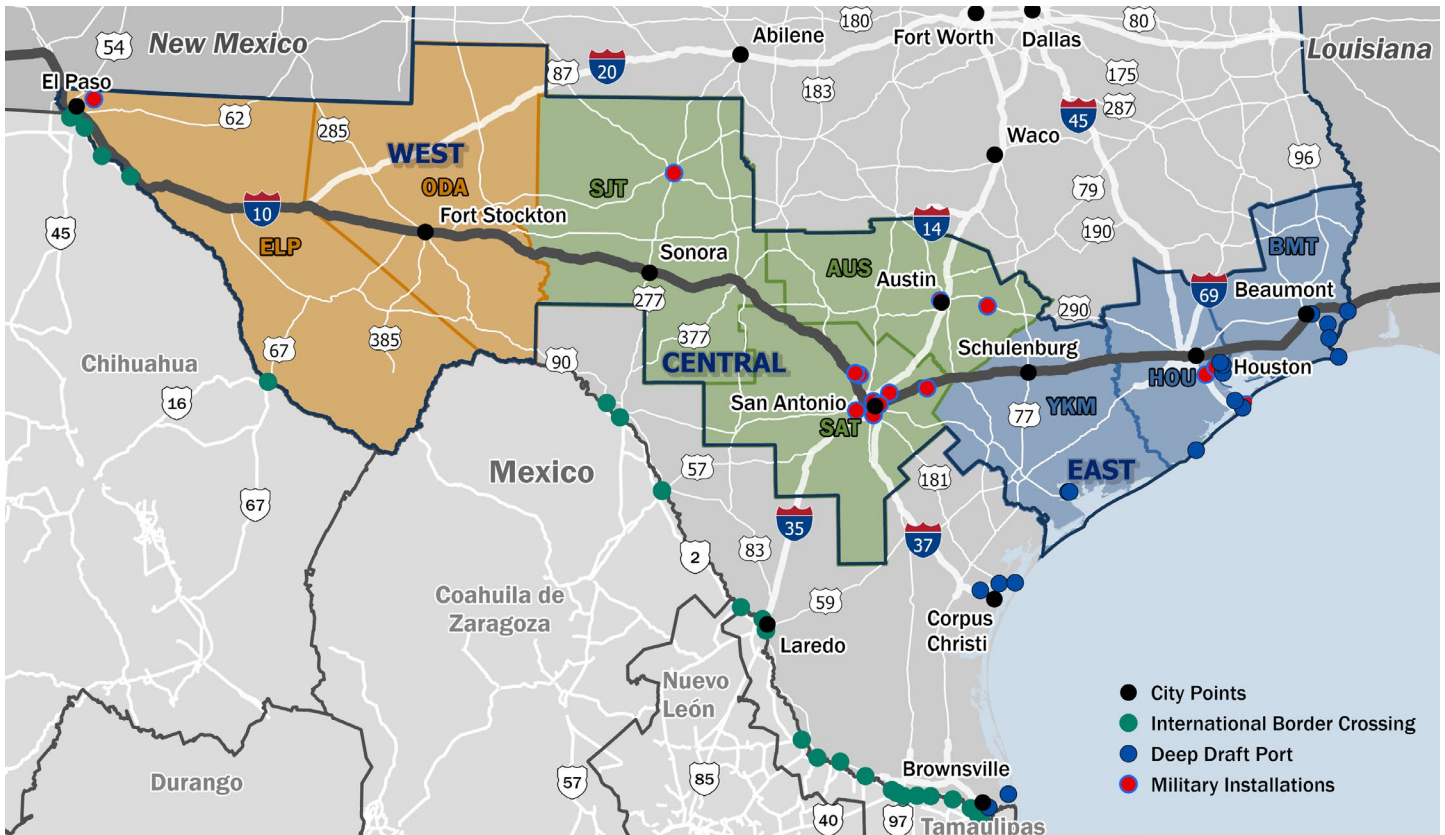 54
New Mexico
El Paso
62
285
87
20
Abilene
180
183
Fort Worth
Dallas
80
Louisiana
175
287
45
Waco
79
190
96
WEST
ODA
SJT
10
Fort Stockton
45
ELP
Sonora
277
377
AUS
14
Austin
290
69
BMT
Beaumont
Chihuahua
67
385
90
CENTRAL
Schulenburg
HOU
Houston
16
San Antonio
SAT
YKM
77
EAST
Mexico
57
181
67
35
37
2
83
Coahuila de
Zaragoza
59
Corpus
Christi
Laredo
Nuevo
León
City Points
International Border Crossing
Deep Draft Port
Military Installations
Durango
57
85
Brownsville
40
97
Tamaulipas